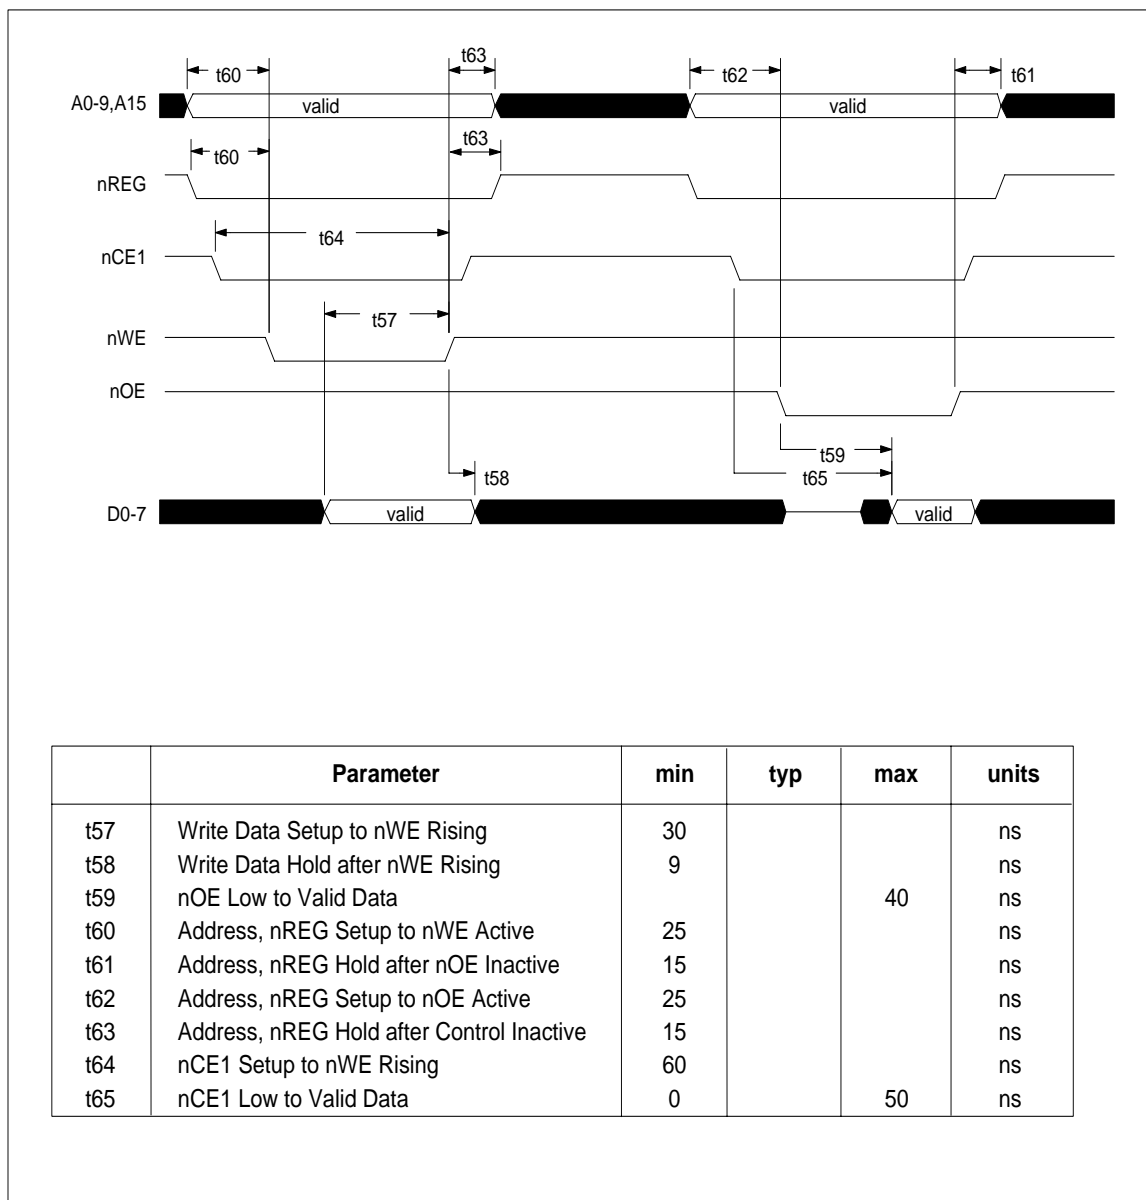 t60 t63 t62 t61
A0-9,A15 valid valid
t60 t63
nREG
t64
nCE1
t57
nWE
nOE
t59
t58 t65
D0-7 valid valid
Parameter min typ max units
t57 Write Data Setup to nWE Rising 30 ns
t58 Write Data Hold after nWE Rising 9 ns
t59 nOE Low to Valid Data 40 ns
t60 Address, nREG Setup to nWE Active 25 ns
t61 Address, nREG Hold after nOE Inactive 15 ns
t62 Address, nREG Setup to nOE Active 25 ns
t63 Address, nREG Hold after Control Inactive 15 ns
t64 nCE1 Setup to nWE Rising 60 ns
t65 nCE1 Low to Valid Data 0 50 ns